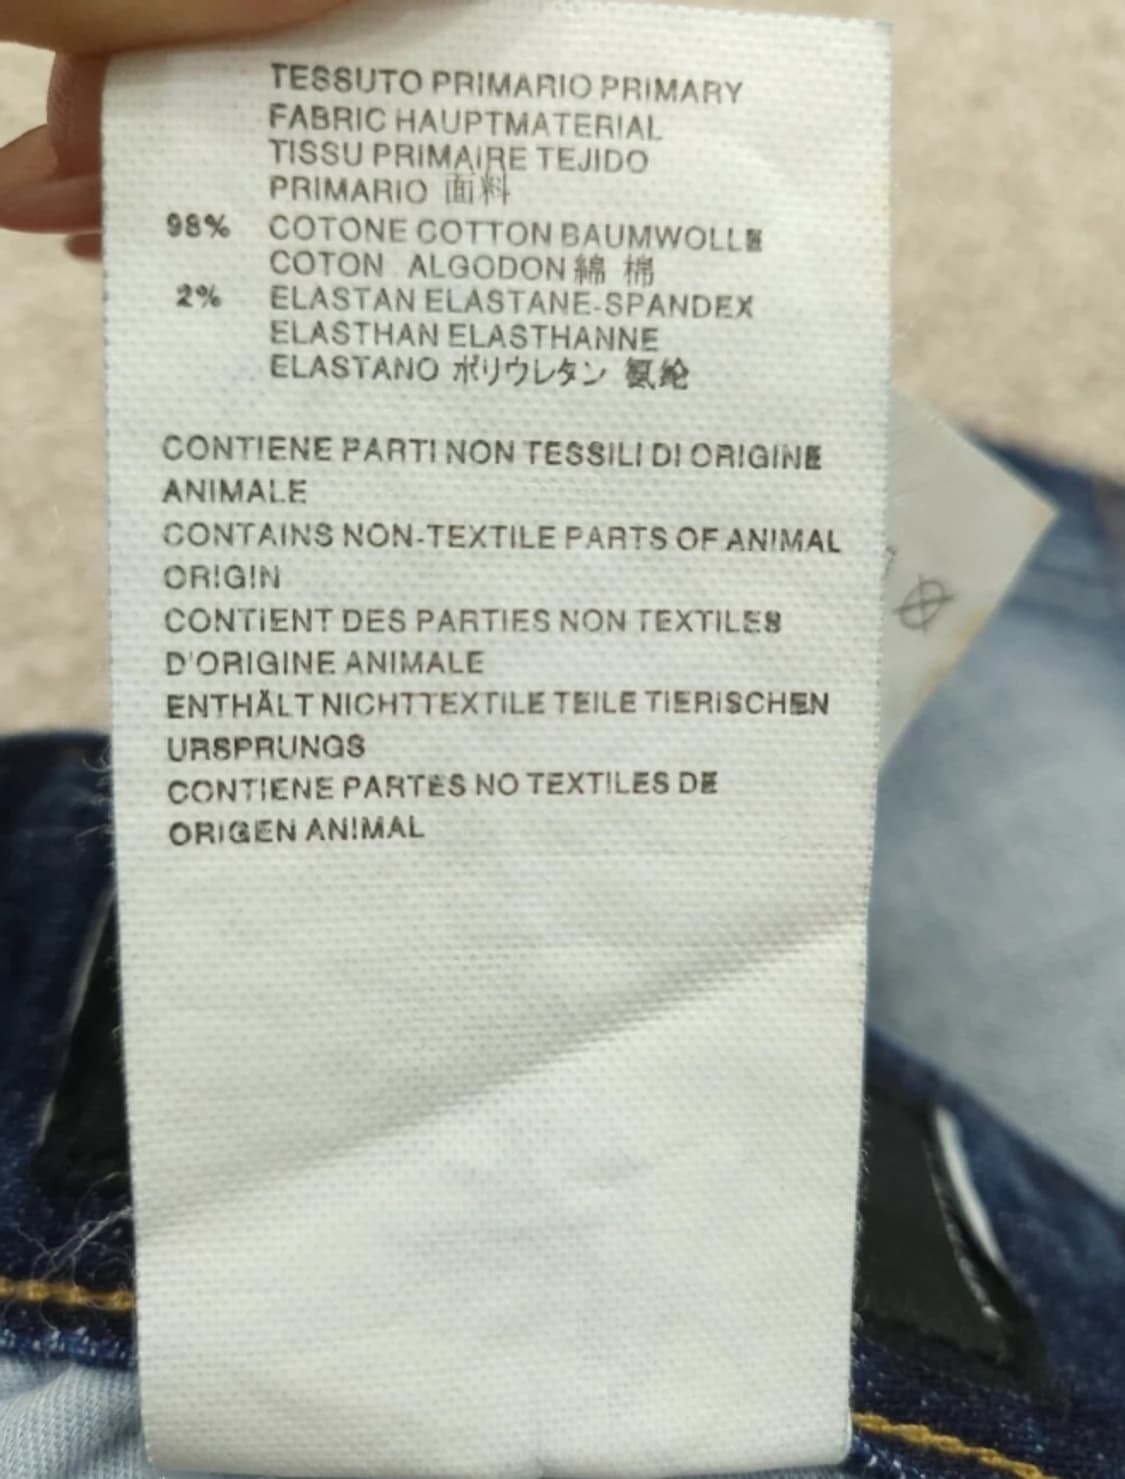 TESSUTO PRIMARIO PRIMARY
FABRIC HAUPTMATERIAL
TISSU PRIMAIRE TEJIDO
PRIMARIO 面料
98% COTONE COTTON BAUMWOLLE
COTON ALGODON 綿 棉
2% ELASTAN ELASTANE-SPANDEX
ELASTHAN ELASTHANNE
ELASTANO ポリウレタン 氨纶
CONTIENE PARTI NON TESSILI DI ORIGINE
ANIMALE
CONTAINS NON-TEXTILE PARTS OF ANIMAL
ORIGIN
CONTIENT DES PARTIES NON TEXTILES
D'ORIGINE ANIMALE
ENTHÄLT NICHTTEXTILE TEILE TIERISCHEN
URSPRUNGS
CONTIENE PARTES NO TEXTILES DE
ORIGEN ANIMAL